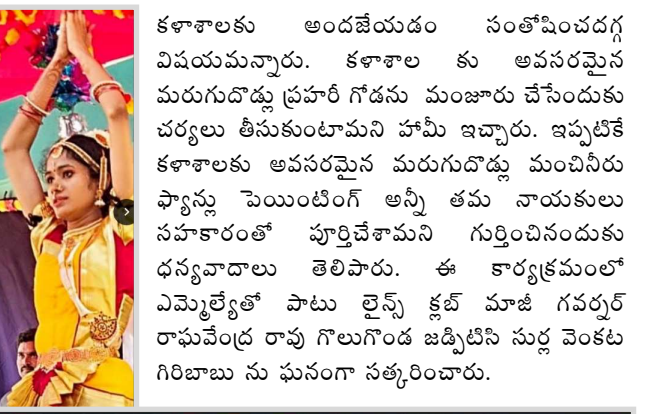 కళాశాలకు అందజేయడం సంతోషించదగ్గ
విషయమన్నారు. కళాశాల కు అవసరమైన
మరుగుదొడ్లు ప్రహరీ గోడను మంజూరు చేసేందుకు
చర్యలు తీసుకుంటామని హామీ ఇచ్చారు. ఇప్పటికే
కళాశాలకు అవసరమైన మరుగుదొడ్లు మంచినీరు
ఫ్యాన్లు పెయింటింగ్ అన్నీ తమ నాయకులు
సహకారంతో పూర్తిచేశామని గుర్తించినందుకు
ధన్యవాదాలు తెలిపారు. ఈ కార్యక్రమంలో
ఎమ్మెల్యేతో పాటు లైన్స్ క్లబ్ మాజీ గవర్నర్
రాఘవేంద్ర రావు గొలుగొండ జడ్పిటిసి సుర్ల వెంకట
గిరిబాబు ను ఘనంగా సత్కరించారు.